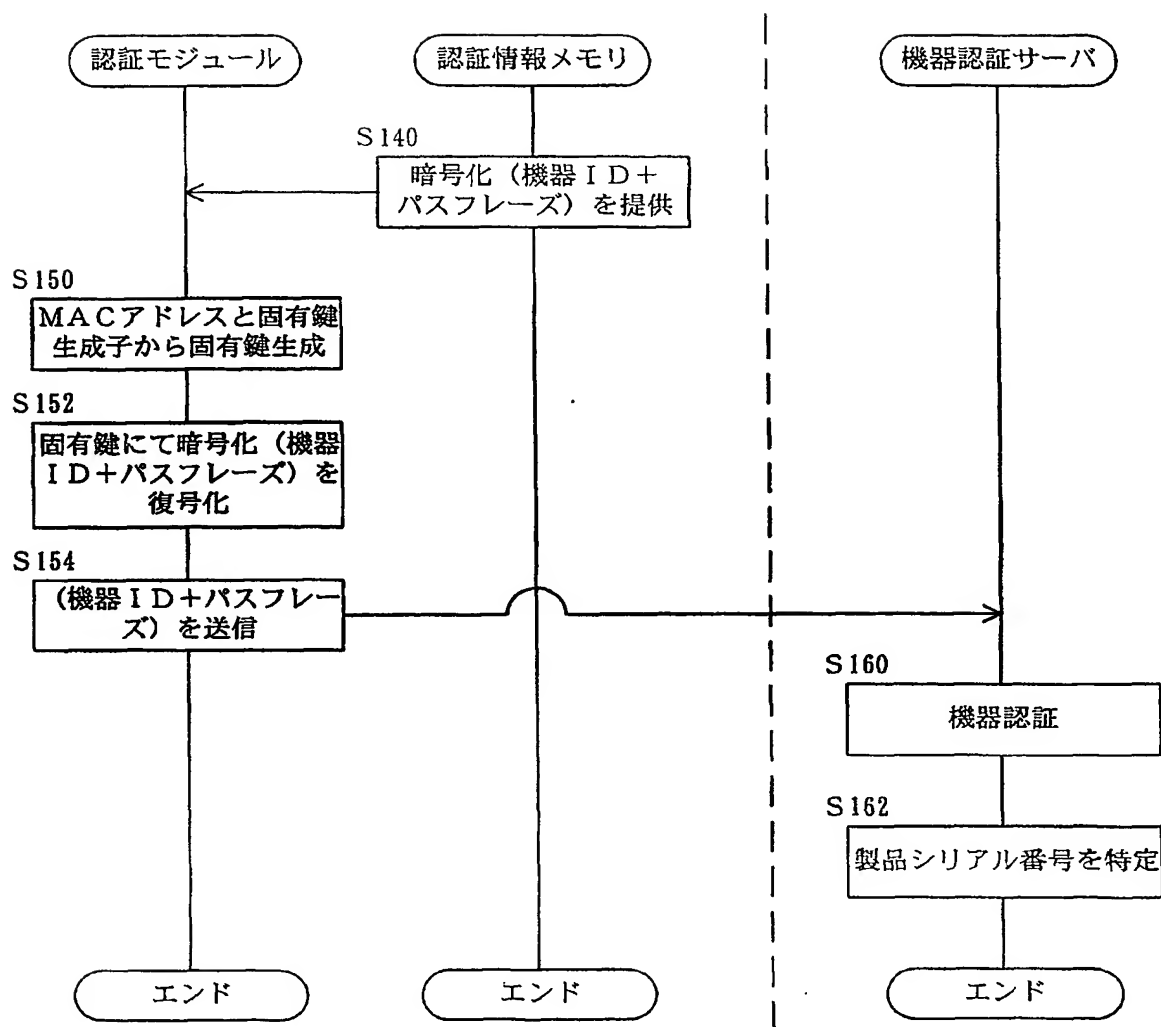 認証モジュール
認証情報メモリ
機器認証サーバ
S140
暗号化（機器ID＋
パスフレーズ）を提供
S150
MACアドレスと固有鍵
生成子から固有鍵生成
S152
固有鍵にて暗号化（機器
ID＋パスフレーズ）を
復号化
S154
（機器ID＋パスフレー
ズ）を送信
S160
機器認証
S162
製品シリアル番号を特定
エンド
エンド
エンド